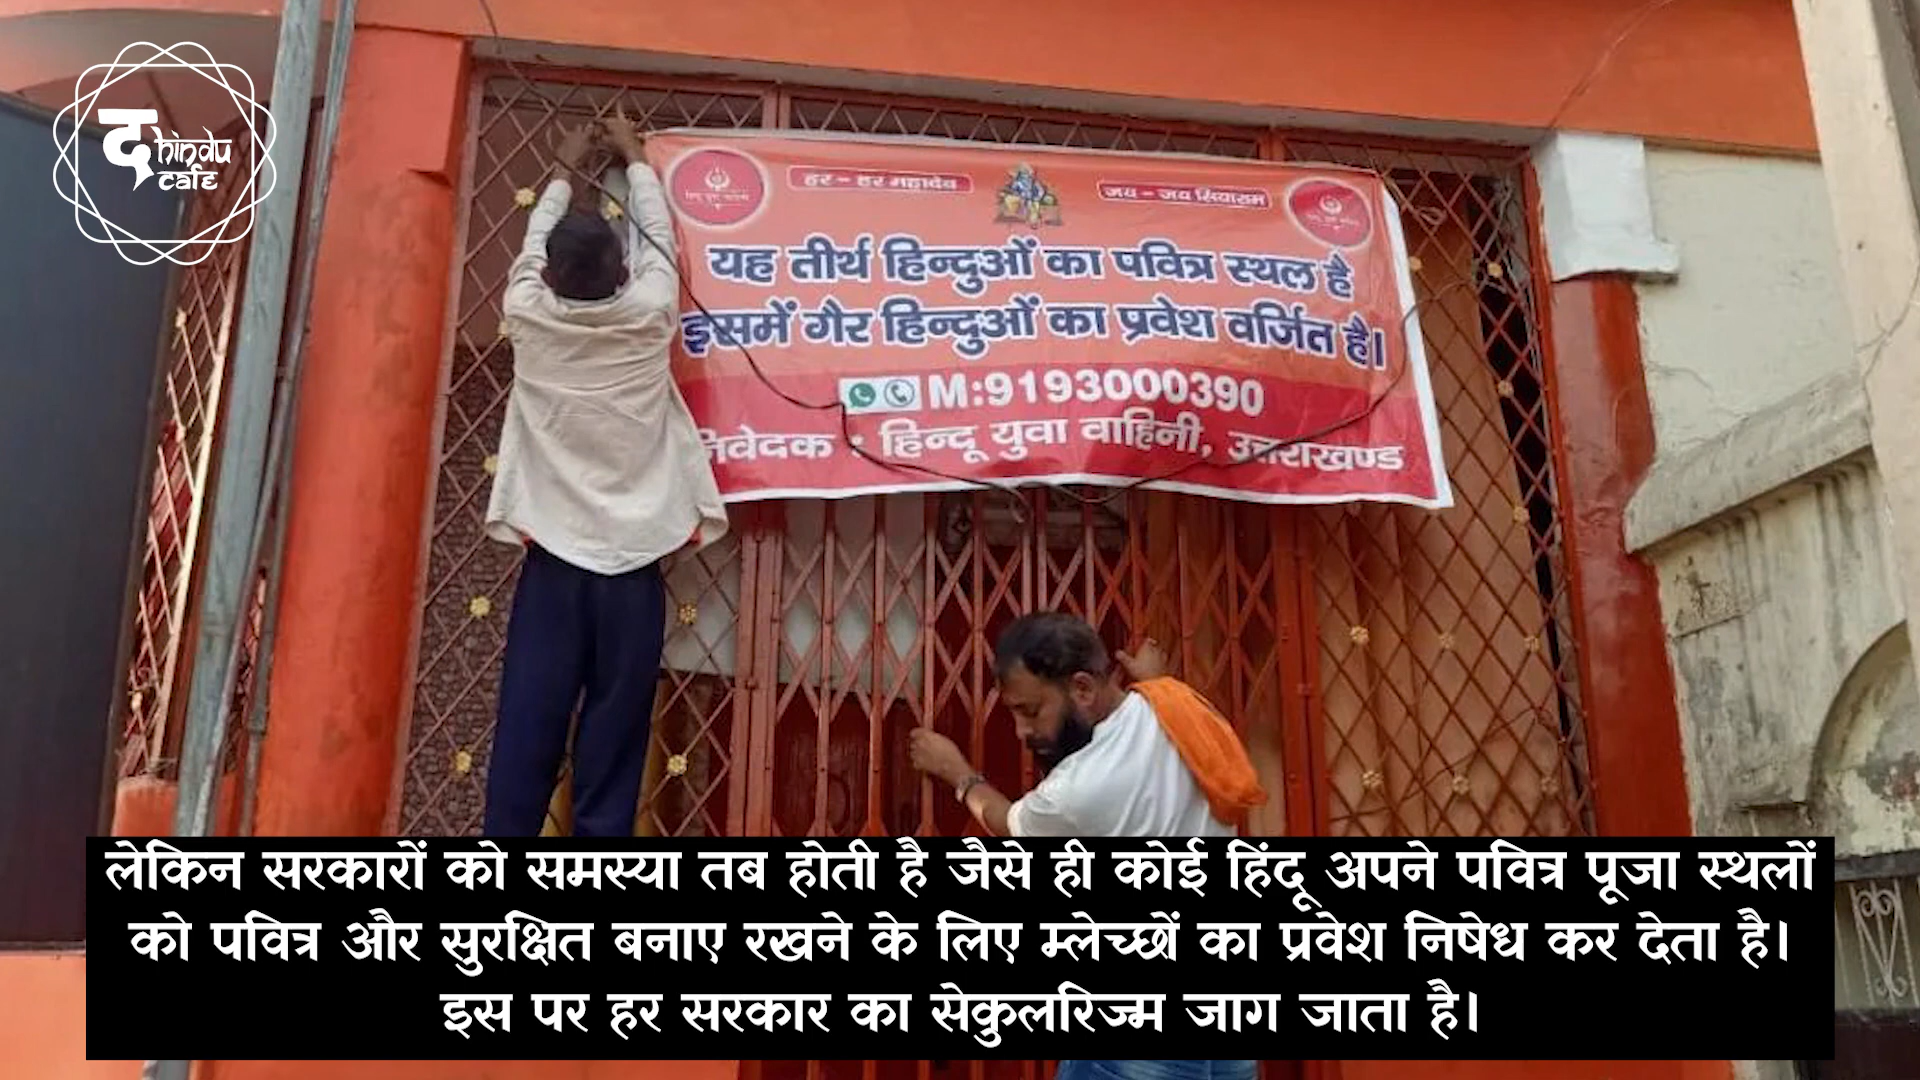 द hindu cafe
हर - हर महादेव
जय - जय सियाराम
यह तीर्थ हिन्दुओं का पवित्र स्थल है
इसमें गैर हिन्दुओं का प्रवेश वर्जित है।
M:9193000390
निवेदक : हिन्दू युवा वाहिनी, उत्तराखण्ड
लेकिन सरकारों को समस्या तब होती है जैसे ही कोई हिंदू अपने पवित्र पूजा स्थलों
को पवित्र और सुरक्षित बनाए रखने के लिए म्लेच्छों का प्रवेश निषेध कर देता है।
इस पर हर सरकार का सेकुलरिज्म जाग जाता है।